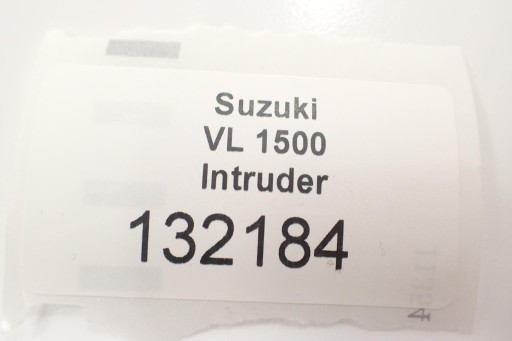 Suzuki
VL 1500
Intruder
132184